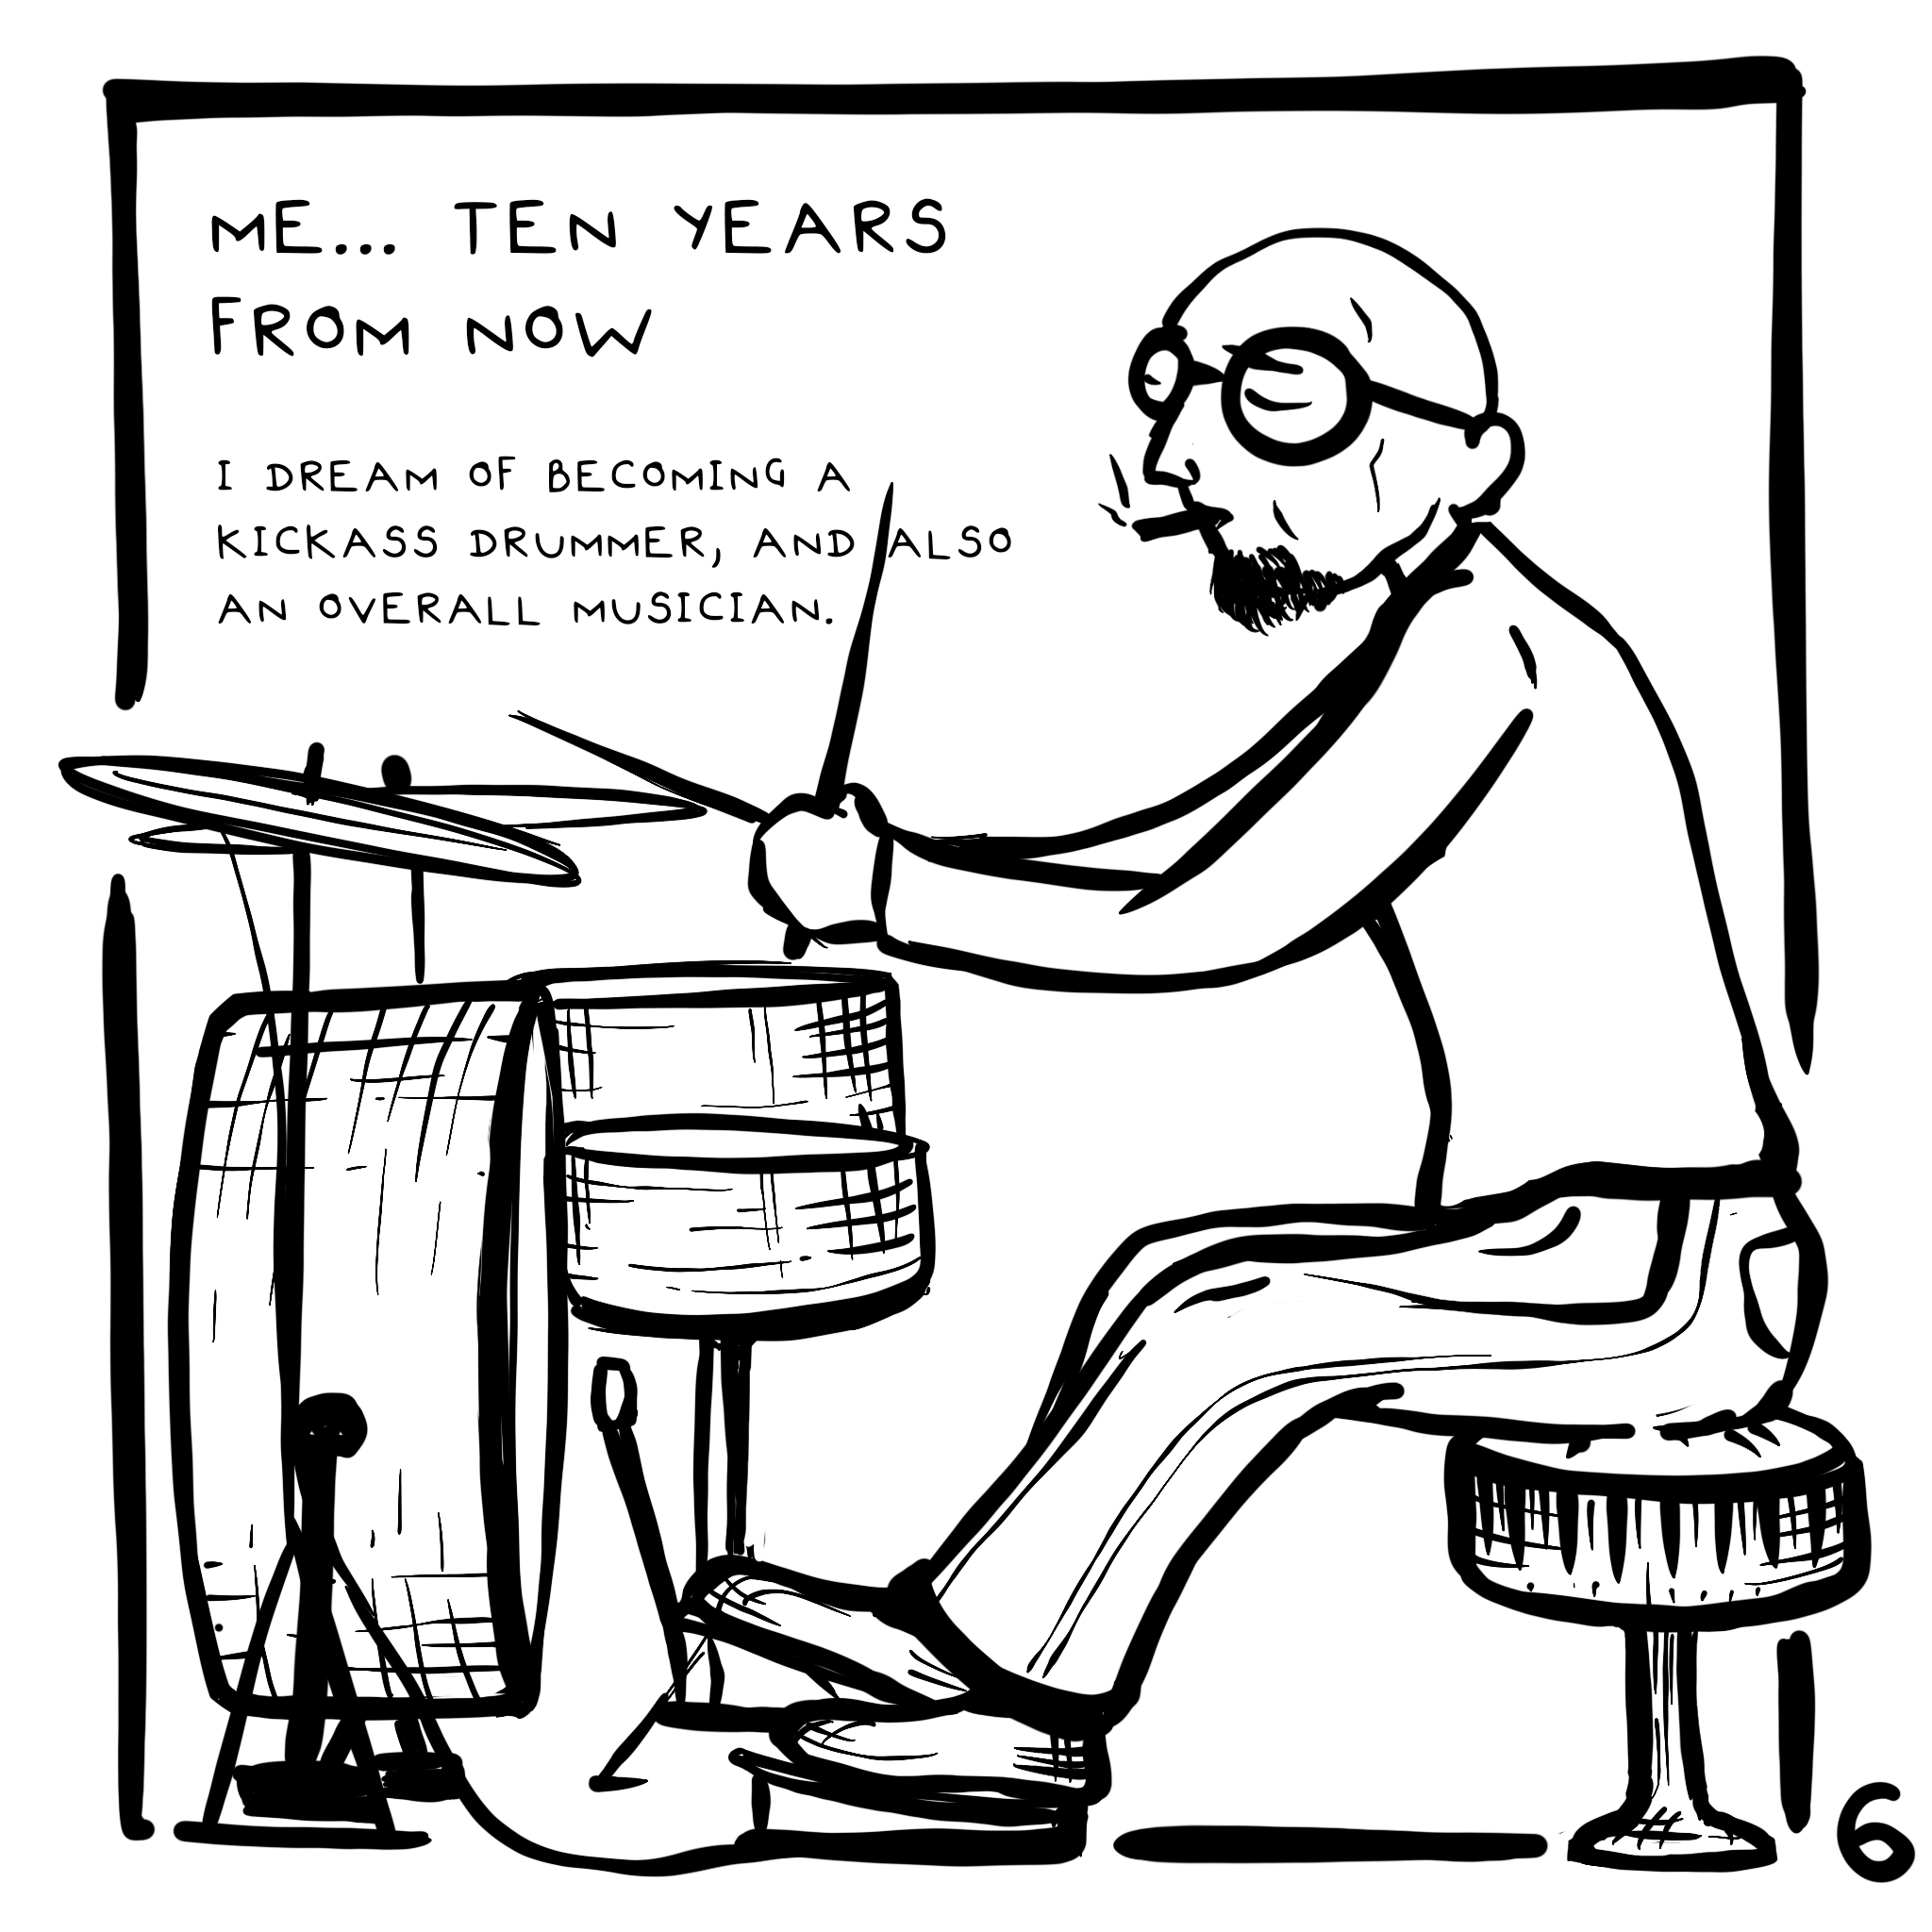 ME... TEN YEARS
FROM NOW
I DREAM OF BECOMING A
KICKASS DRUMMER, AND ALSO
AN OVERALL MUSICIAN.
6